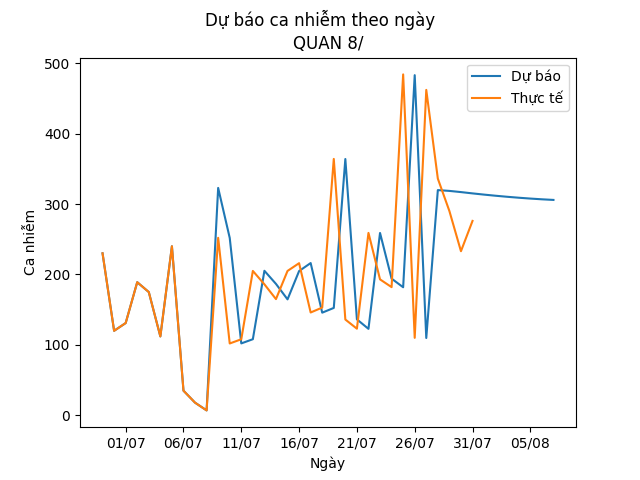 Dự báo ca nhiễm theo ngày
QUAN 8/
Dự báo
Thực tế
500
400
300
200
100
0
Ca nhiễm
01/07 06/07 11/07 16/07 21/07 26/07 31/07 05/08
Ngày